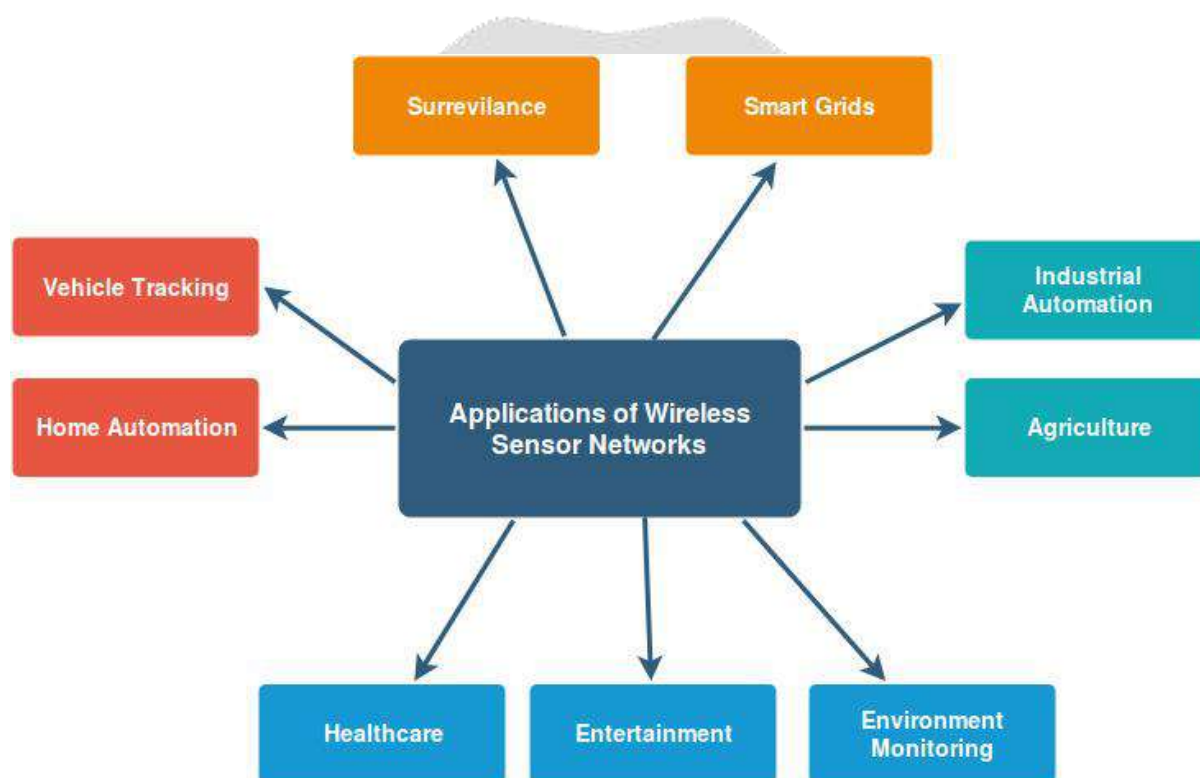 Surrevilance
Smart Grids
Vehicle Tracking
Industrial
Automation
Home Automation
Applications of Wireless
Sensor Networks
Agriculture
Healthcare
Entertainment
Environment
Monitoring